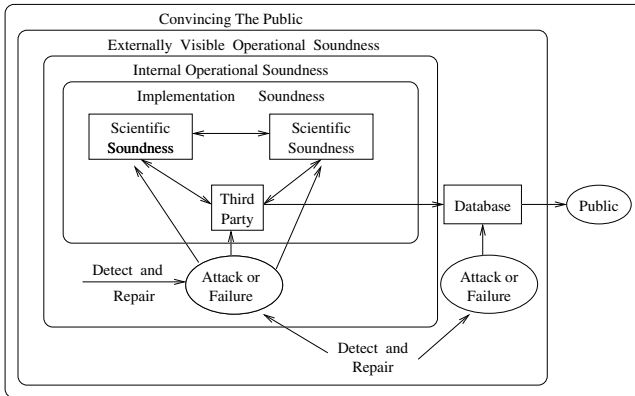 Convincing The Public
Externally Visible Operational Soundness
Internal Operational Soundness
Implementation Soundness
Scientific
Soundness
Scientific
Soundness
Third
Party
Database
Public
Detect and
Repair
Attack or
Failure
Attack or
Failure
Detect and
Repair